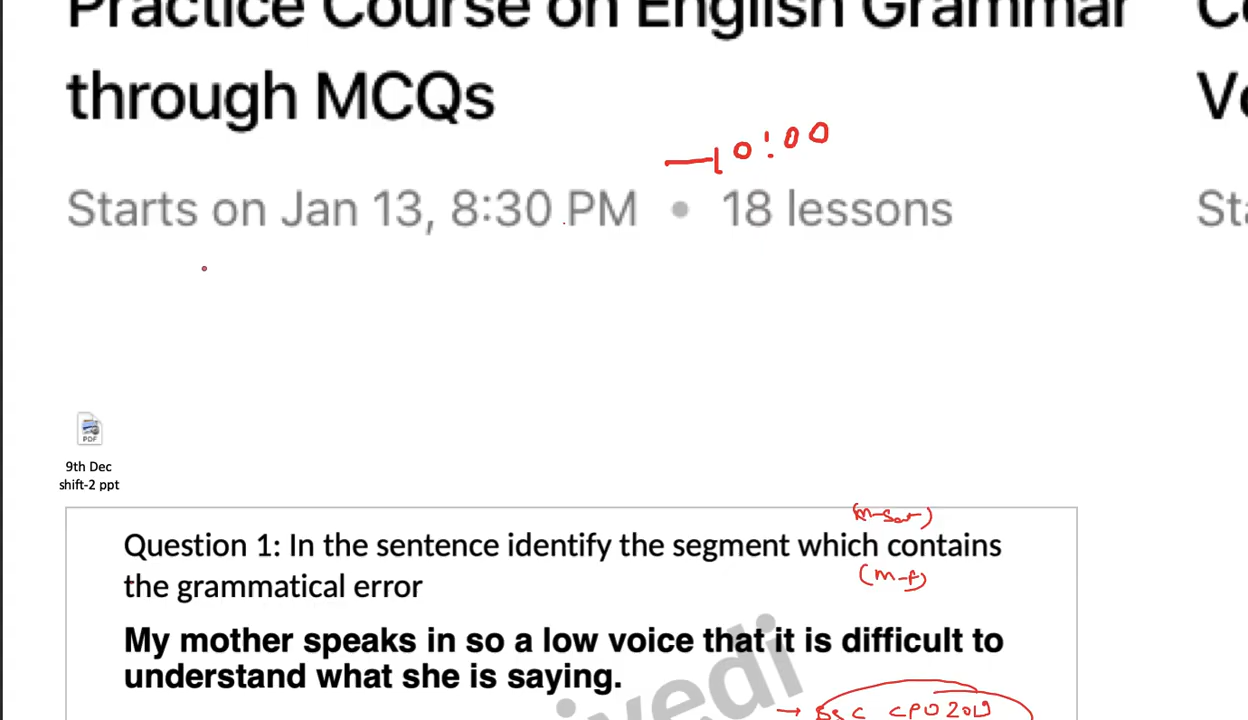 Practice Course on English Grammar
through MCQs
—10:00
Starts on Jan 13, 8:30 PM • 18 lessons
PDF
9th Dec
shift-2 ppt
(m-Sat)
Question 1: In the sentence identify the segment which contains
(m-f)
the grammatical error
My mother speaks in so a low voice that it is difficult to
understand what she is saying.
→ SSC CPO 2019